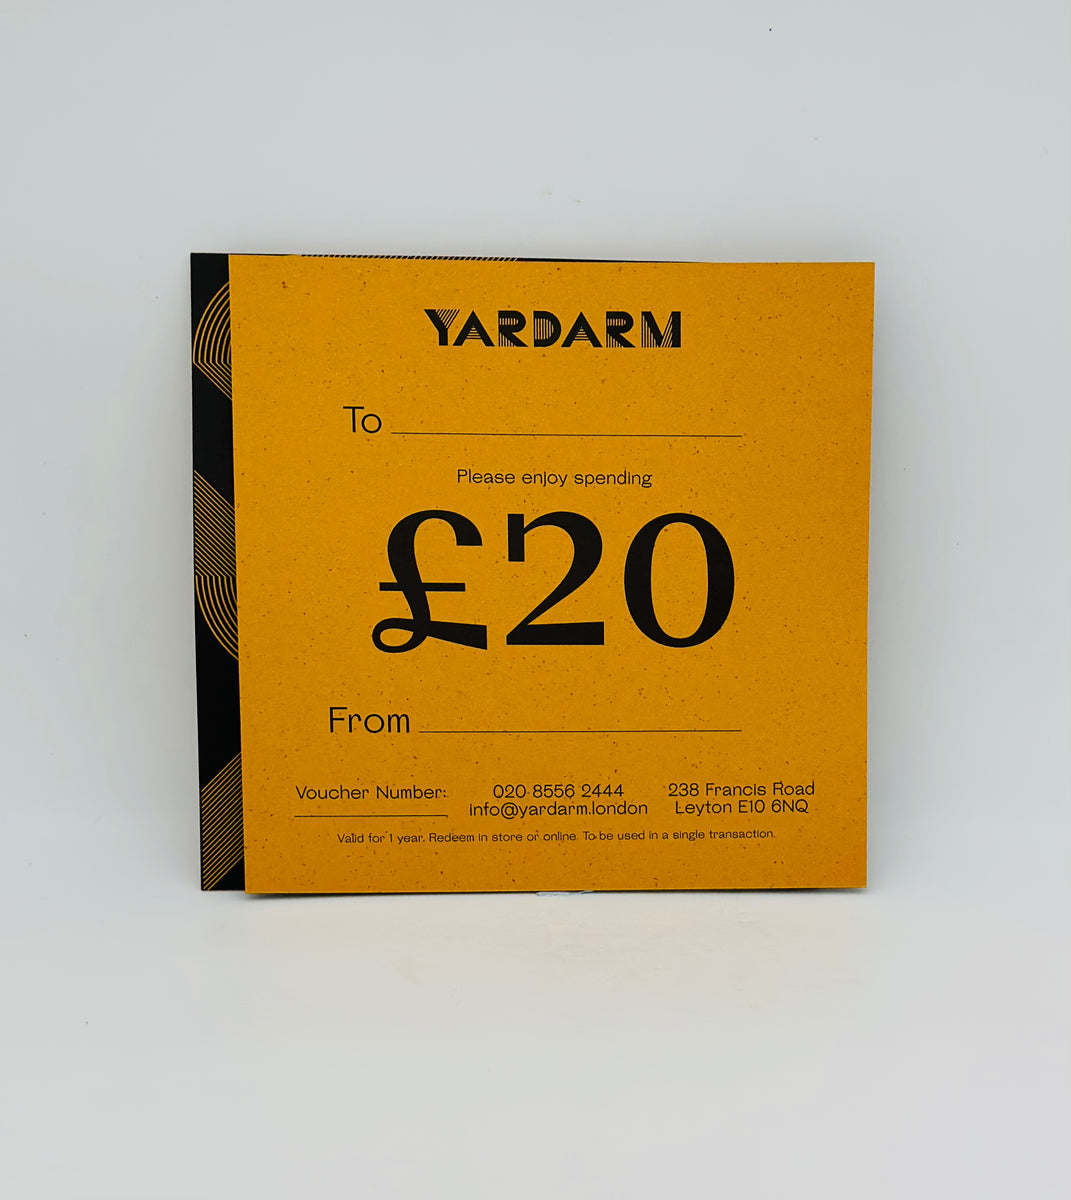 YARDARM
To
Please enjoy spending
£20
From
Voucher Number:
020 8556 2444
info@yardarm.london
238 Francis Road
Leyton E10 6NQ
Valid for 1 year. Redeem in store or online. To be used in a single transaction.